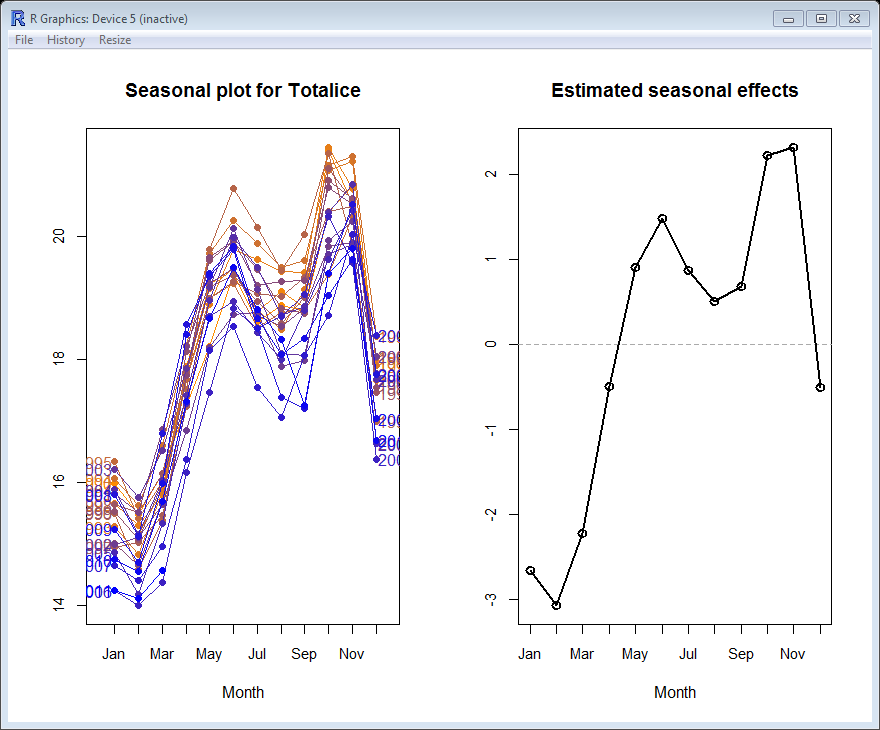 R Graphics: Device 5 (inactive)
File History Resize
Seasonal plot for Totalice
Estimated seasonal effects
20
18
16
14
Jan Mar May Jul Sep Nov
Month
2
1
0
-1
-2
-3
Jan Mar May Jul Sep Nov
Month